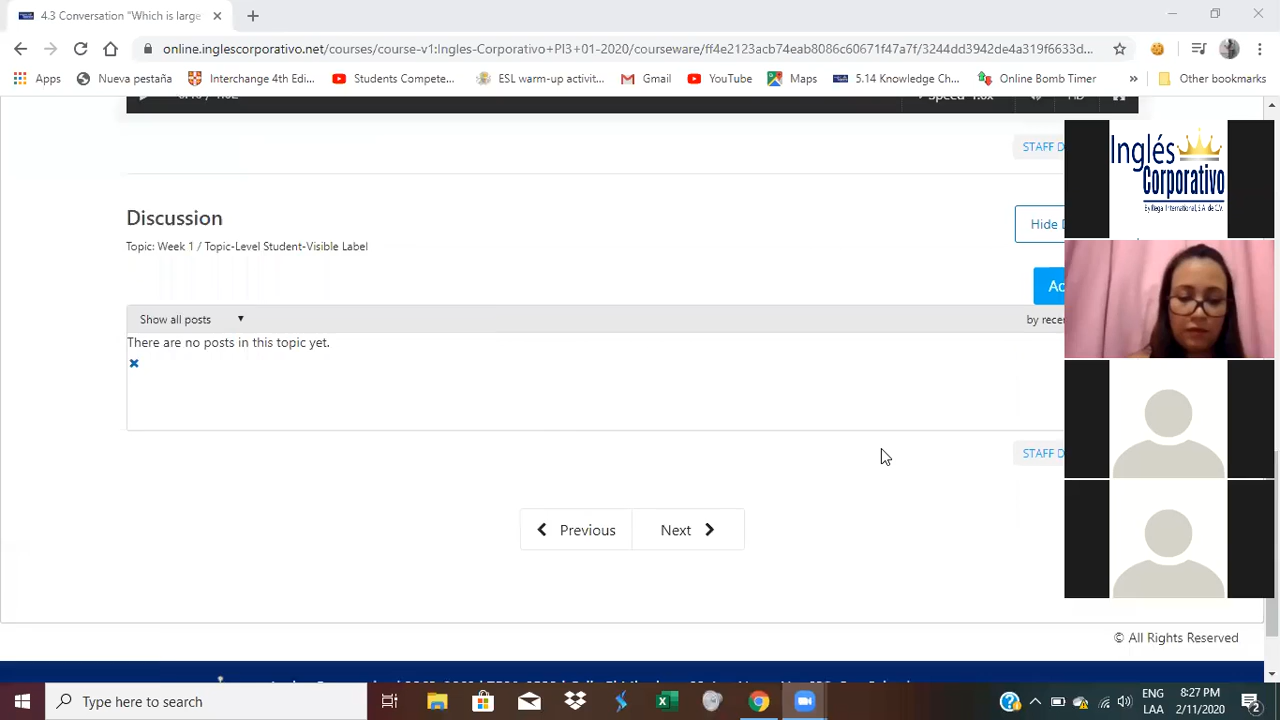 4.3 Conversation "Which is large
online.inglescorporativo.net/courses/course-v1:Ingles-Corporativo+PI3+01-2020/courseware/ff4e2123acb74eab8086c60671f47a7f/3244dd3942de4a319f6633d...
Apps
Nueva pestaña
Interchange 4th Edi...
Students Compete...
ESL warm-up activit...
Gmail
YouTube
Maps
5.14 Knowledge Ch...
Online Bomb Timer
»
Other bookmarks
STAFF D
Inglés
Corporativo
Discussion
Hide D
Topic: Week 1 / Topic-Level Student-Visible Label
Show all posts
by recen
There are no posts in this topic yet.
STAFF D
Previous
Next
© All Rights Reserved
Type here to search
ENG
LAA
8:27 PM
2/11/2020
2